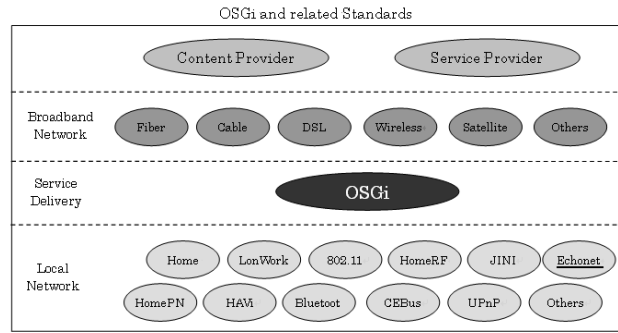 OSGi and related Standards
Content Provider
Service Provider
Broadband
Network
Fiber
Cable
DSL
Wireless
Satellite
Others
Service
Delivery
OSGi
Local
Network
Home
LonWork
802.11
HomeRF
JINI
Echonet
HomePN
HAVi
Bluetoot
CEBus
UPnP
Others